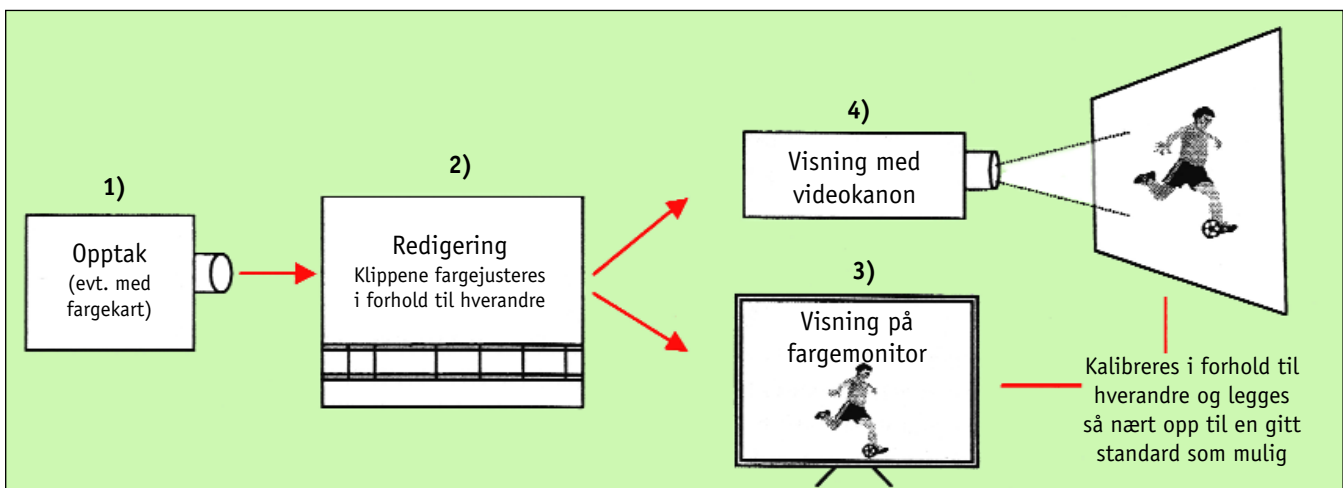 1)
Opptak
(evt. med
fargekart)
2)
Redigering
Klippene fargejusteres
i forhold til hverandre
4)
Visning med
videokanon
3)
Visning på
fargemonitor
Kalibreres i forhold til
hverandre og legges
så nært opp til en gitt
standard som mulig